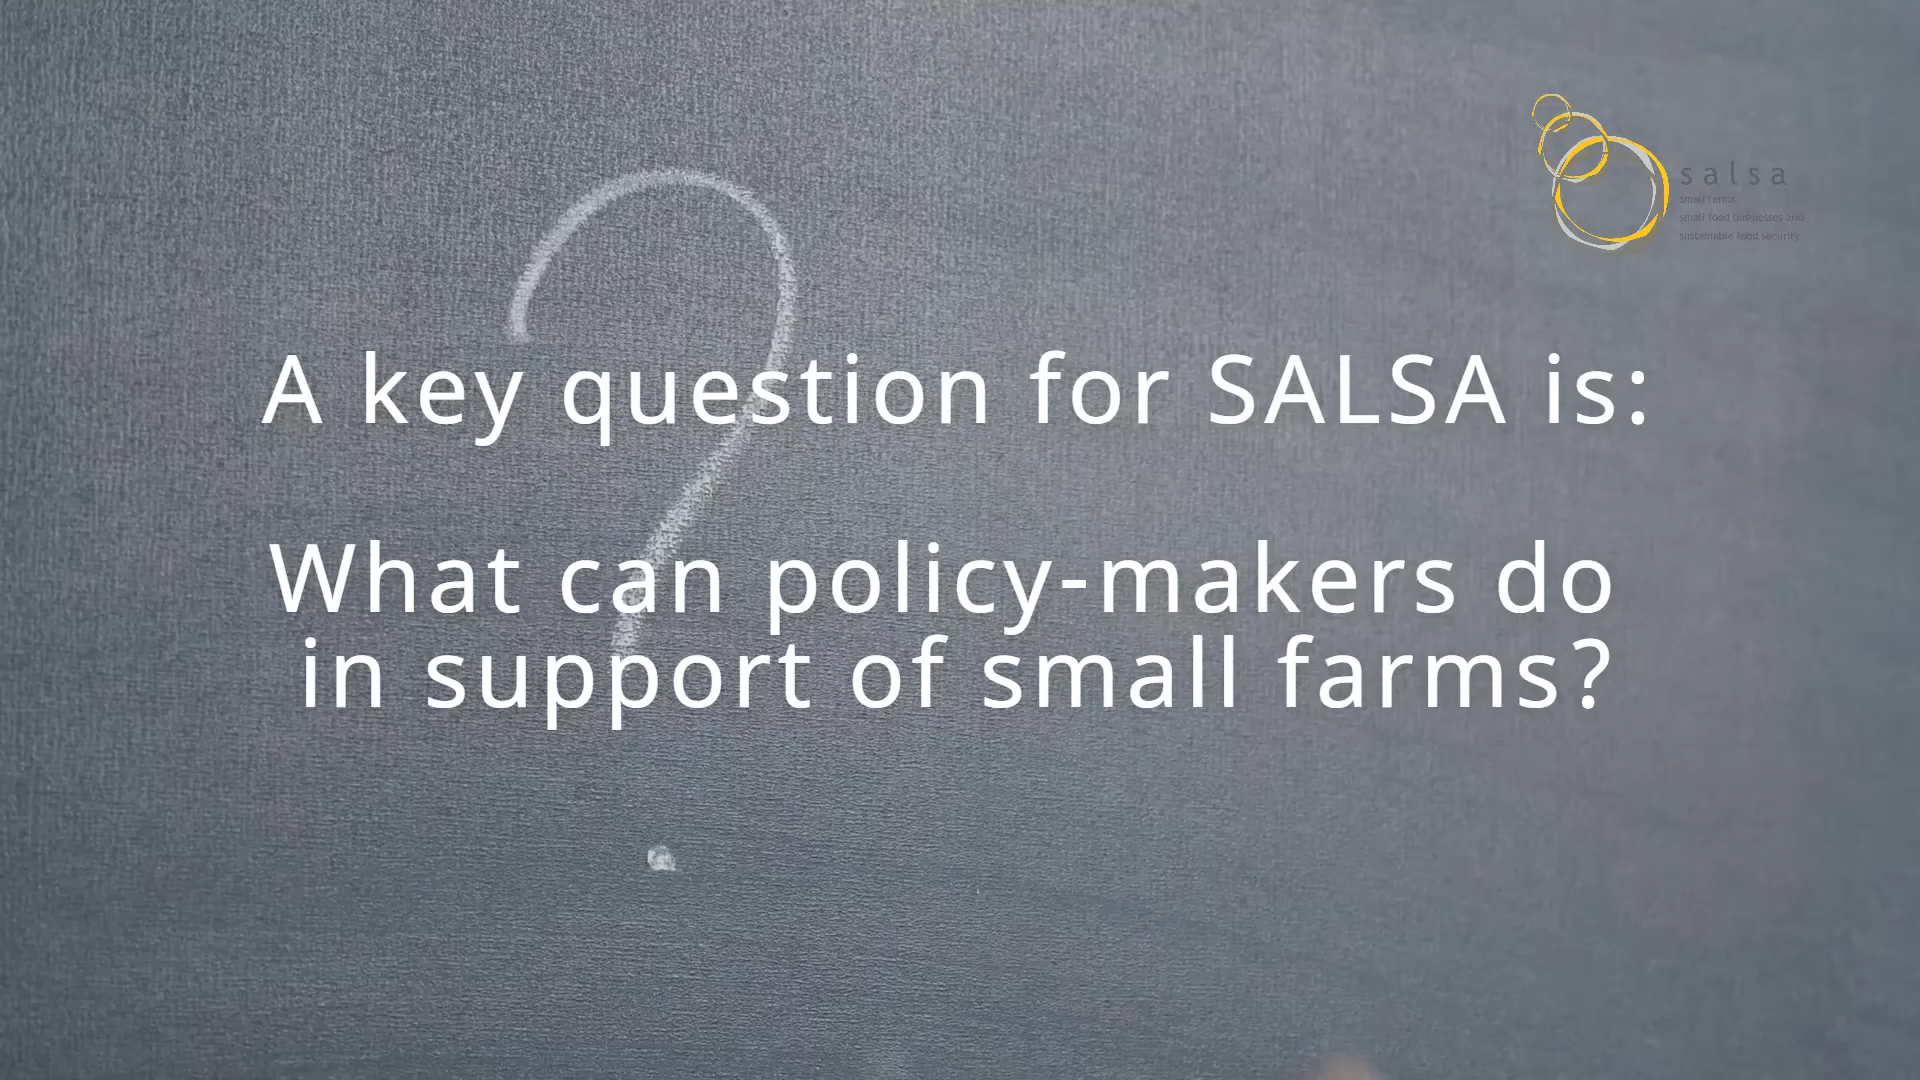 salsa
small farms
small food businesses and
sustainable food security
A key question for SALSA is:
What can policy-makers do
in support of small farms?